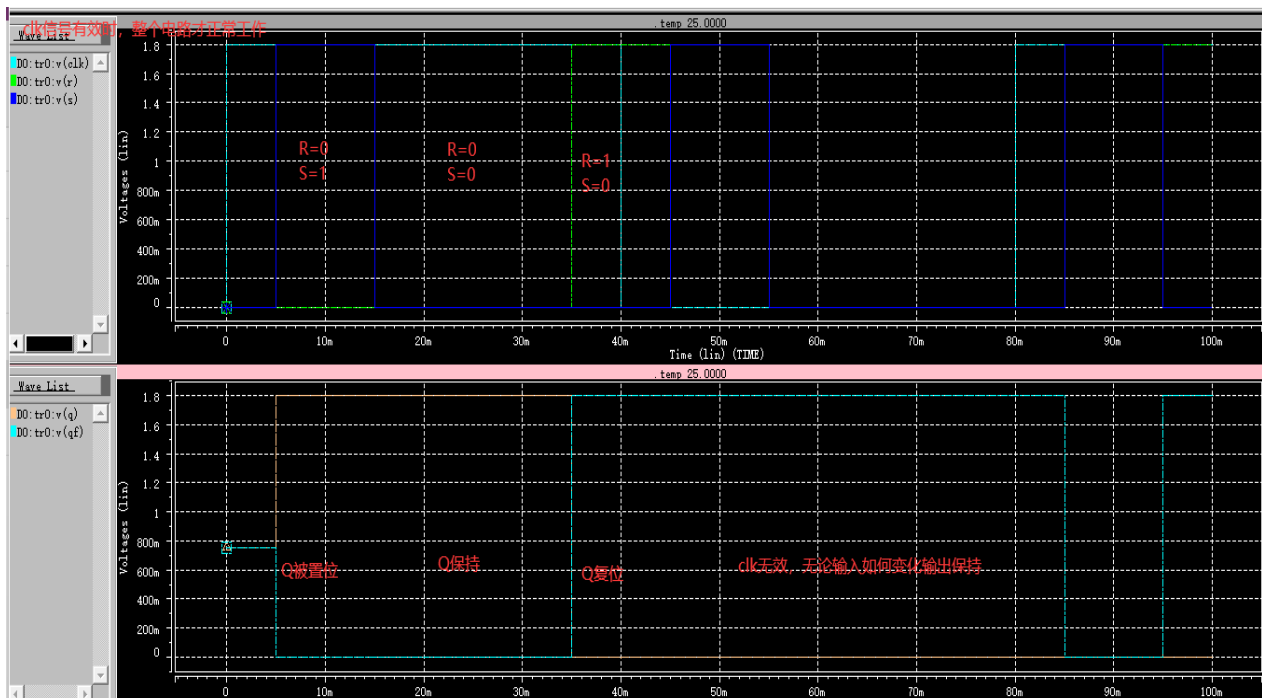 clk信号有效时，整个电路才正常工作
Wave List
D0:tr0:v(clk)
D0:tr0:v(r)
D0:tr0:v(s)
.temp 25.0000
Voltages (lin)
1.8
1.6
1.4
1.2
1
800m
600m
400m
200m
0
R=0
S=1
R=0
S=0
R=1
S=0
0 10m 20m 30m 40m 50m 60m 70m 80m 90m 100m
Time (lin) (TIME)
Wave List
D0:tr0:v(q)
D0:tr0:v(qf)
.temp 25.0000
Voltages (lin)
1.8
1.6
1.4
1.2
1
800m
600m
400m
200m
0
Q被置位
Q保持
Q复位
clk无效，无论输入如何变化输出保持
0 10m 20m 30m 40m 50m 60m 70m 80m 90m 100m